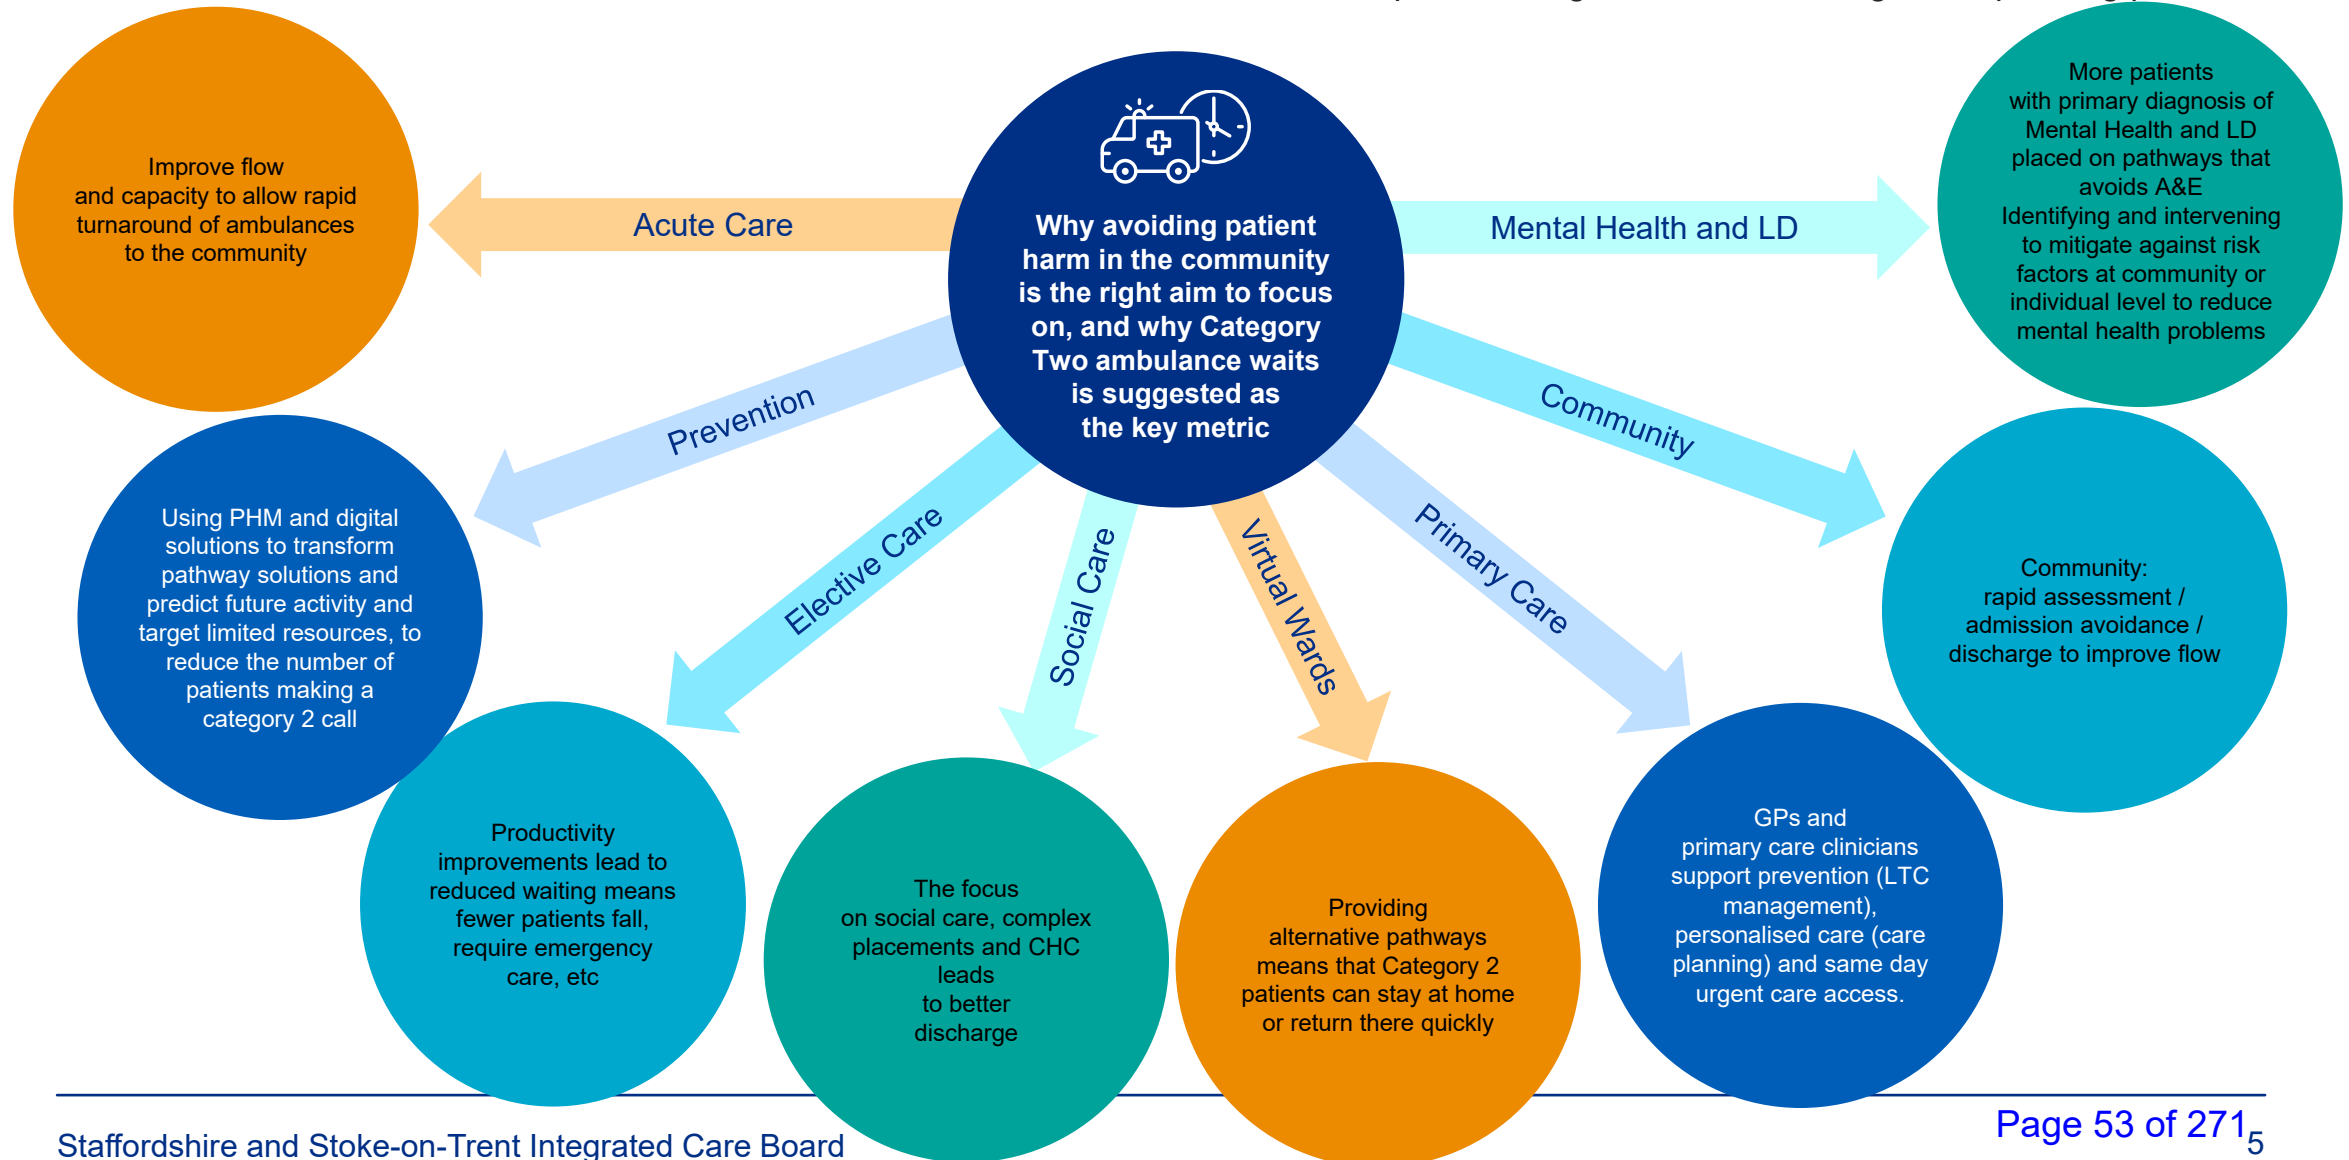 Why avoiding patient
harm in the community
is the right aim to focus
on, and why Category
Two ambulance waits
is suggested as
the key metric
Acute Care
Improve flow
and capacity to allow rapid
turnaround of ambulances
to the community
Prevention
Using PHM and digital
solutions to transform
pathway solutions and
predict future activity and
target limited resources, to
reduce the number of
patients making a
category 2 call
Elective Care
Productivity
improvements lead to
reduced waiting means
fewer patients fall,
require emergency
care, etc
Social Care
The focus
on social care, complex
placements and CHC
leads
to better
discharge
Virtual Wards
Providing
alternative pathways
means that Category 2
patients can stay at home
or return there quickly
Primary Care
GPs and
primary care clinicians
support prevention (LTC
management),
personalised care (care
planning) and same day
urgent care access.
Community
Community:
rapid assessment /
admission avoidance /
discharge to improve flow
Mental Health and LD
More patients
with primary diagnosis of
Mental Health and LD
placed on pathways that
avoids A&E
Identifying and intervening
to mitigate against risk
factors at community or
individual level to reduce
mental health problems
Staffordshire and Stoke-on-Trent Integrated Care Board
Page 53 of 271
5